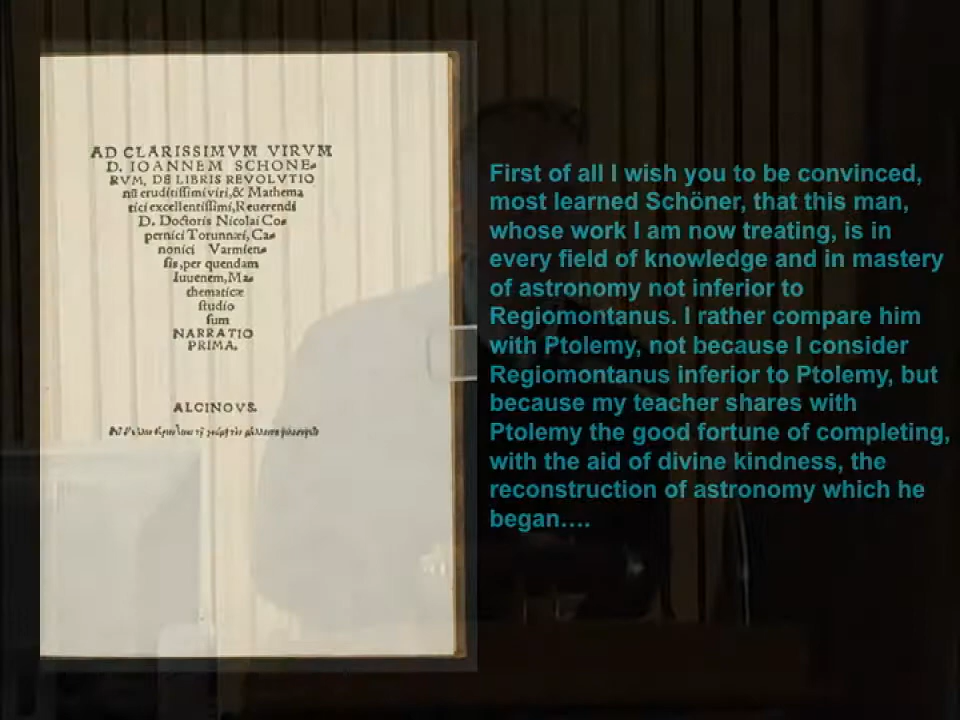 AD CLARISSIMVM VIRVM
D. IOANNEM SCHONE-
RVM, DE LIBRIS REVOLVTIO
nũ eruditissimi viri, & Mathema
tici excellentissimi, Reuerendi
D. Doctoris Nicolai Co-
pernici Torunnæi, Ca-
nonici Varmien-
sis, per quendam
Iuuenem, Ma-
thematicæ
studio
sum
NARRATIO
PRIMA.
ALCINOVS.
First of all I wish you to be convinced,
most learned Schöner, that this man,
whose work I am now treating, is in
every field of knowledge and in mastery
of astronomy not inferior to
Regiomontanus. I rather compare him
with Ptolemy, not because I consider
Regiomontanus inferior to Ptolemy, but
because my teacher shares with
Ptolemy the good fortune of completing,
with the aid of divine kindness, the
reconstruction of astronomy which he
began….